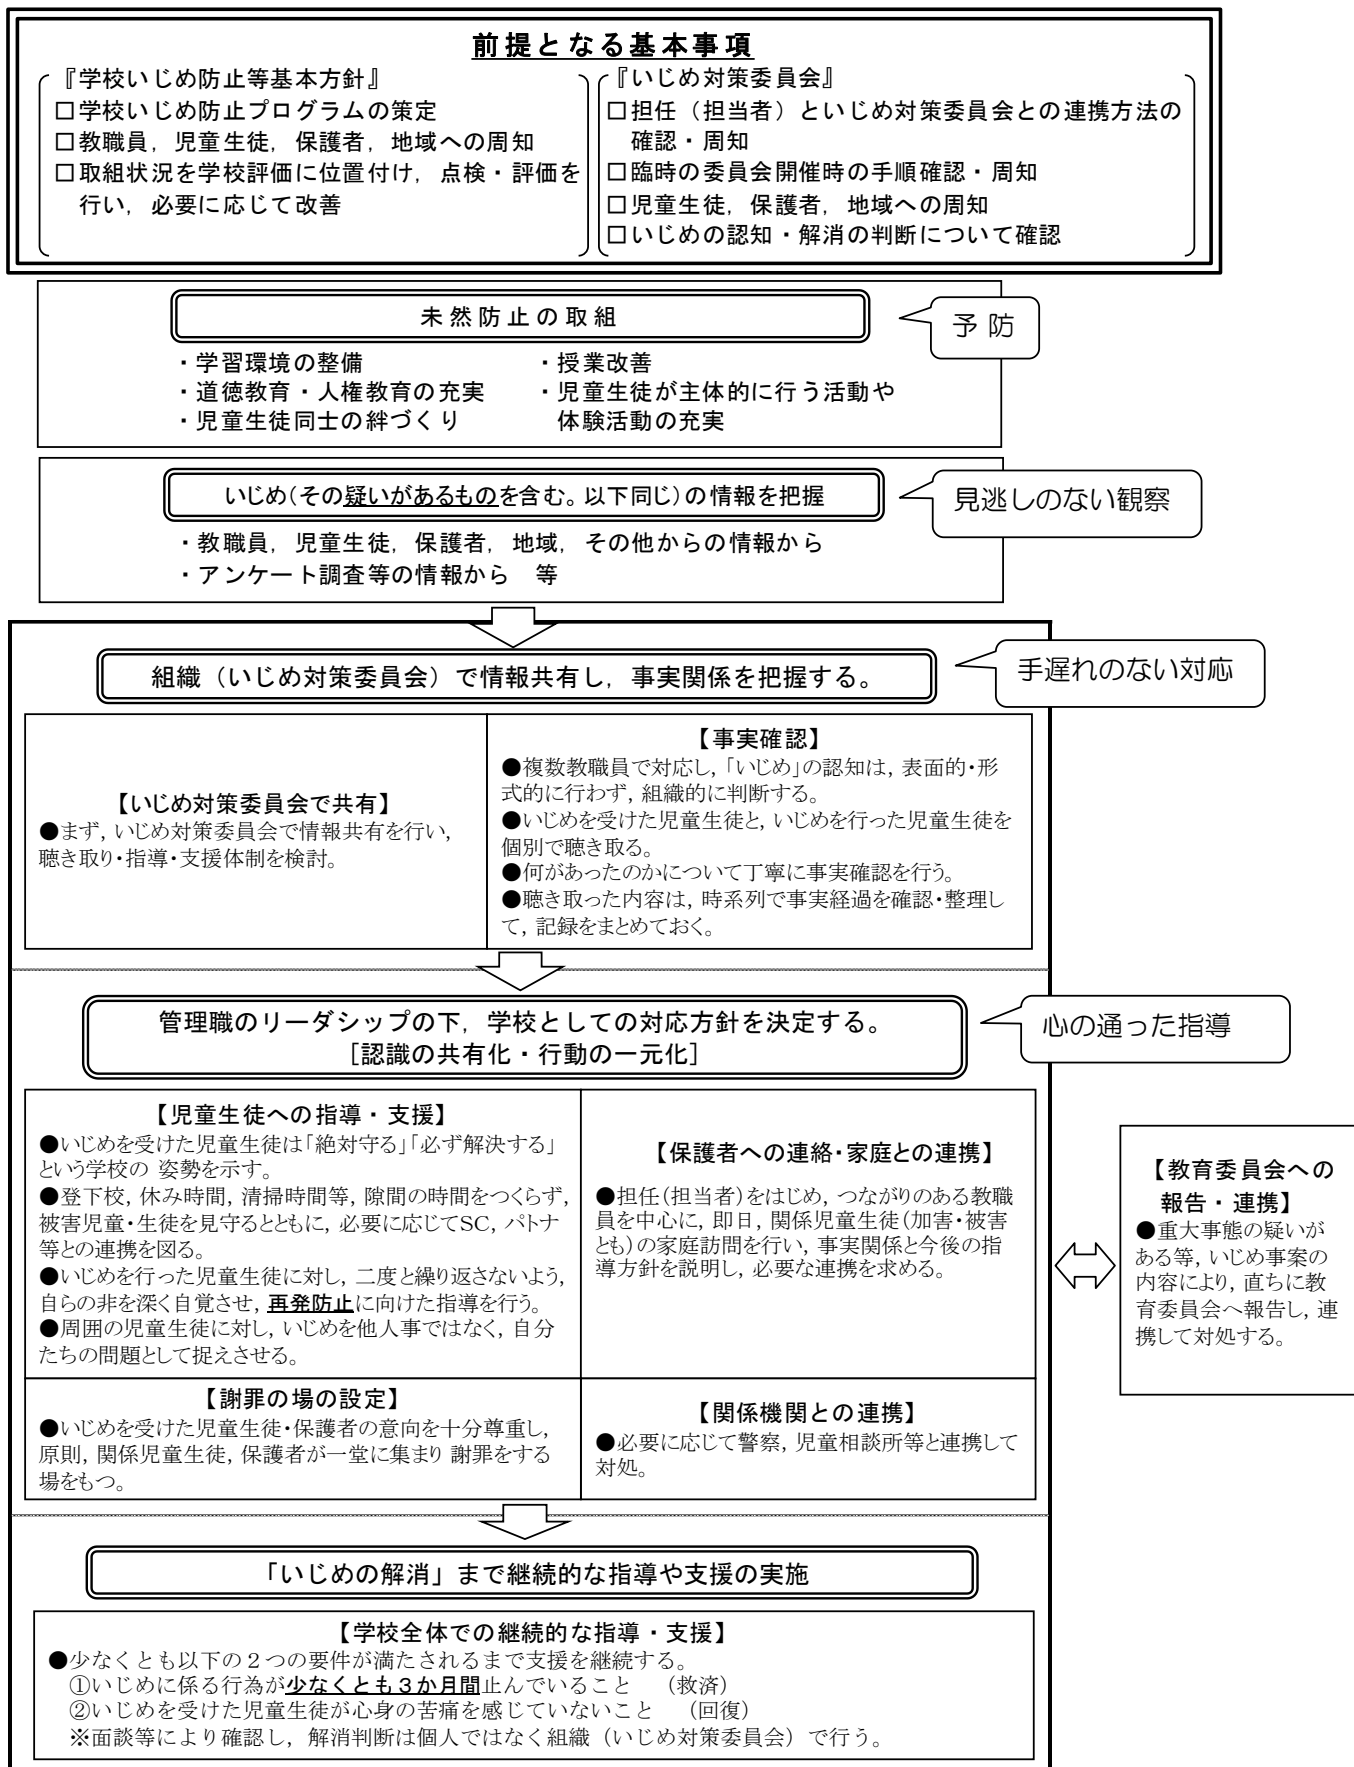 前提となる基本事項
『学校いじめ防止等基本方針』
□学校いじめ防止プログラムの策定
□教職員，児童生徒，保護者，地域への周知
□取組状況を学校評価に位置付け，点検・評価を
行い，必要に応じて改善
『いじめ対策委員会』
□担任（担当者）といじめ対策委員会との連携方法の
確認・周知
□臨時の委員会開催時の手順確認・周知
□児童生徒，保護者，地域への周知
□いじめの認知・解消の判断について確認
未然防止の取組
予 防
・学習環境の整備
・道徳教育・人権教育の充実
・児童生徒同士の絆づくり
・授業改善
・児童生徒が主体的に行う活動や
体験活動の充実
いじめ（その疑いがあるものを含む。以下同じ）の情報を把握
見逃しのない観察
・教職員，児童生徒，保護者，地域，その他からの情報から
・アンケート調査等の情報から　等
組織（いじめ対策委員会）で情報共有し，事実関係を把握する。
手遅れのない対応
【いじめ対策委員会で共有】
●まず，いじめ対策委員会で情報共有を行い，
聴き取り・指導・支援体制を検討。
【事実確認】
●複数教職員で対応し，「いじめ」の認知は，表面的・形
式的に行わず，組織的に判断する。
●いじめを受けた児童生徒と，いじめを行った児童生徒を
個別で聴き取る。
●何があったのかについて丁寧に事実確認を行う。
●聴き取った内容は，時系列で事実経過を確認・整理し
て，記録をまとめておく。
管理職のリーダシップの下，学校としての対応方針を決定する。
［認識の共有化・行動の一元化］
心の通った指導
【児童生徒への指導・支援】
●いじめを受けた児童生徒は「絶対守る」「必ず解決する」
という学校の 姿勢を示す。
●登下校，休み時間，清掃時間等，隙間の時間をつくらず，
被害児童・生徒を見守るとともに，必要に応じてSC，パトナ
等との連携を図る。
●いじめを行った児童生徒に対し，二度と繰り返さないよう，
自らの非を深く自覚させ，再発防止に向けた指導を行う。
●周囲の児童生徒に対し，いじめを他人事ではなく，自分
たちの問題として捉えさせる。
【保護者への連絡・家庭との連携】
●担任（担当者）をはじめ，つながりのある教職
員を中心に，即日，関係児童生徒（加害・被害
とも）の家庭訪問を行い，事実関係と今後の指
導方針を説明し，必要な連携を求める。
【教育委員会への
報告・連携】
●重大事態の疑いが
ある等，いじめ事案の
内容により，直ちに教
育委員会へ報告し，連
携して対処する。
【謝罪の場の設定】
●いじめを受けた児童生徒・保護者の意向を十分尊重し，
原則，関係児童生徒，保護者が一堂に集まり 謝罪をする
場をもつ。
【関係機関との連携】
●必要に応じて警察，児童相談所等と連携して
対処。
「いじめの解消」まで継続的な指導や支援の実施
【学校全体での継続的な指導・支援】
●少なくとも以下の２つの要件が満たされるまで支援を継続する。
①いじめに係る行為が少なくとも３か月間止んでいること　（救済）
②いじめを受けた児童生徒が心身の苦痛を感じていないこと　（回復）
※面談等により確認し，解消判断は個人ではなく組織（いじめ対策委員会）で行う。